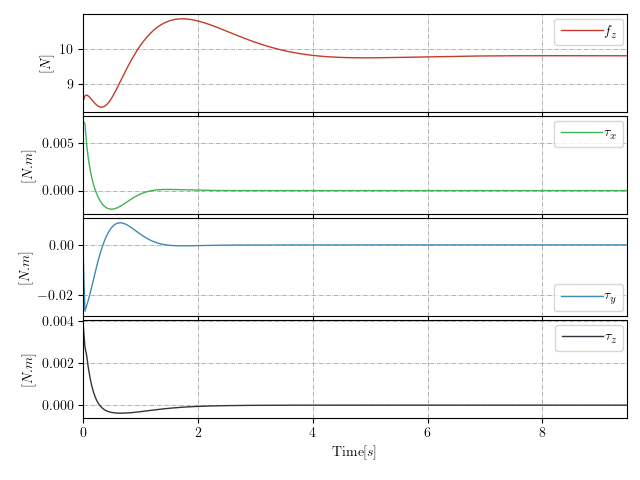 [N]
10
9
f_z
[N.m]
0.005
0.000
τ_x
[N.m]
0.00
−0.02
τ_y
[N.m]
0.004
0.002
0.000
τ_z
0 2 4 6 8
Time[s]